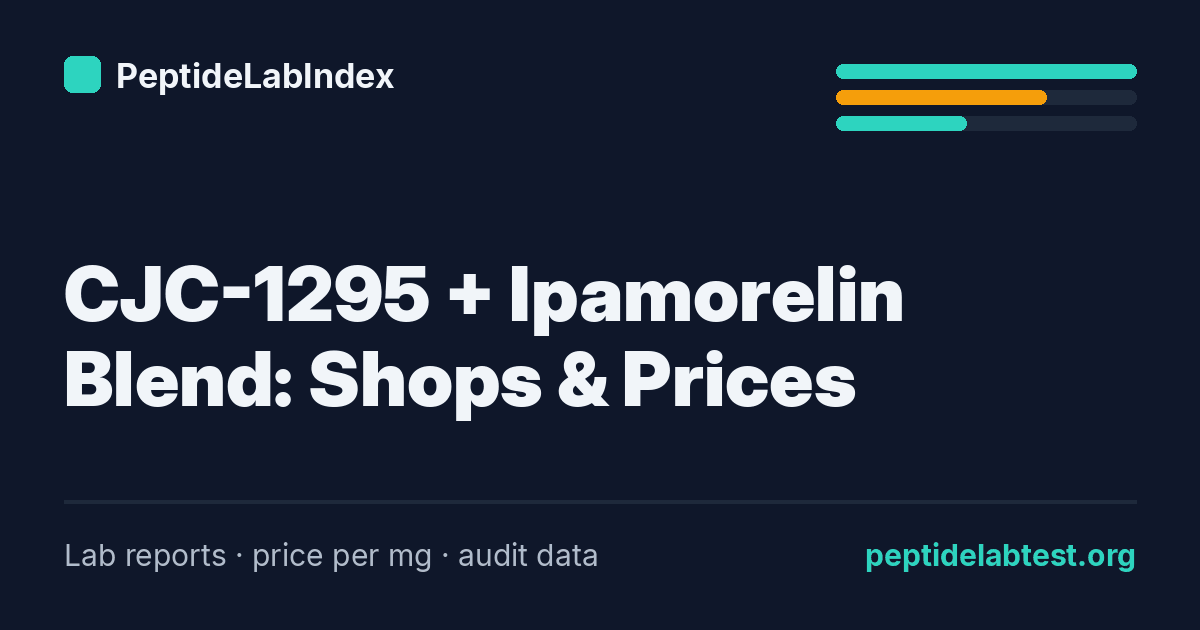 PeptideLabIndex
CJC-1295 + Ipamorelin
Blend: Shops & Prices
Lab reports · price per mg · audit data
peptidelabtest.org